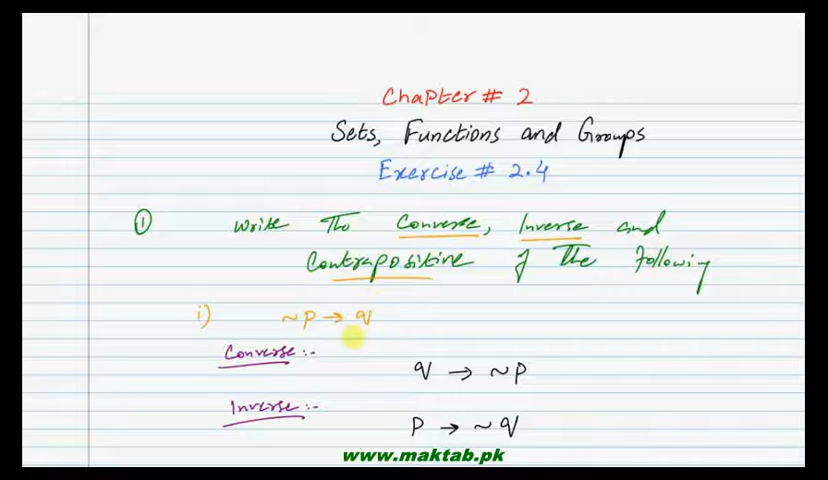 Chapter # 2
Sets, Functions and Groups
Exercise # 2.4
① Write The Converse, Inverse and
Contrapositive of The Following
i) ~p → q
Converse :-
q → ~p
Inverse :-
p → ~q
www.maktab.pk